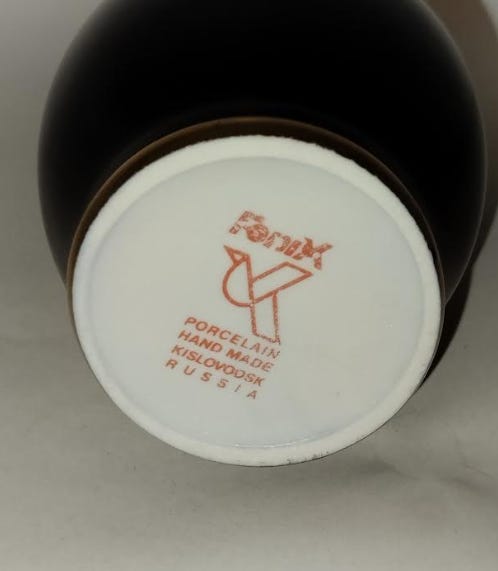 FeniX
PORCELAIN
HAND MADE
KISLOVODSK
RUSSIA